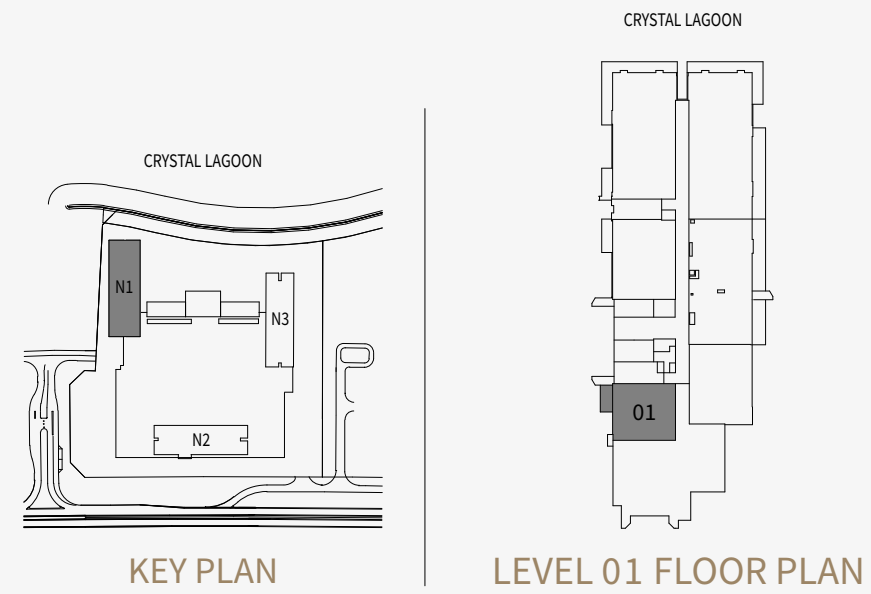 CRYSTAL LAGOON
N1
N3
N2
KEY PLAN
CRYSTAL LAGOON
01
LEVEL 01 FLOOR PLAN